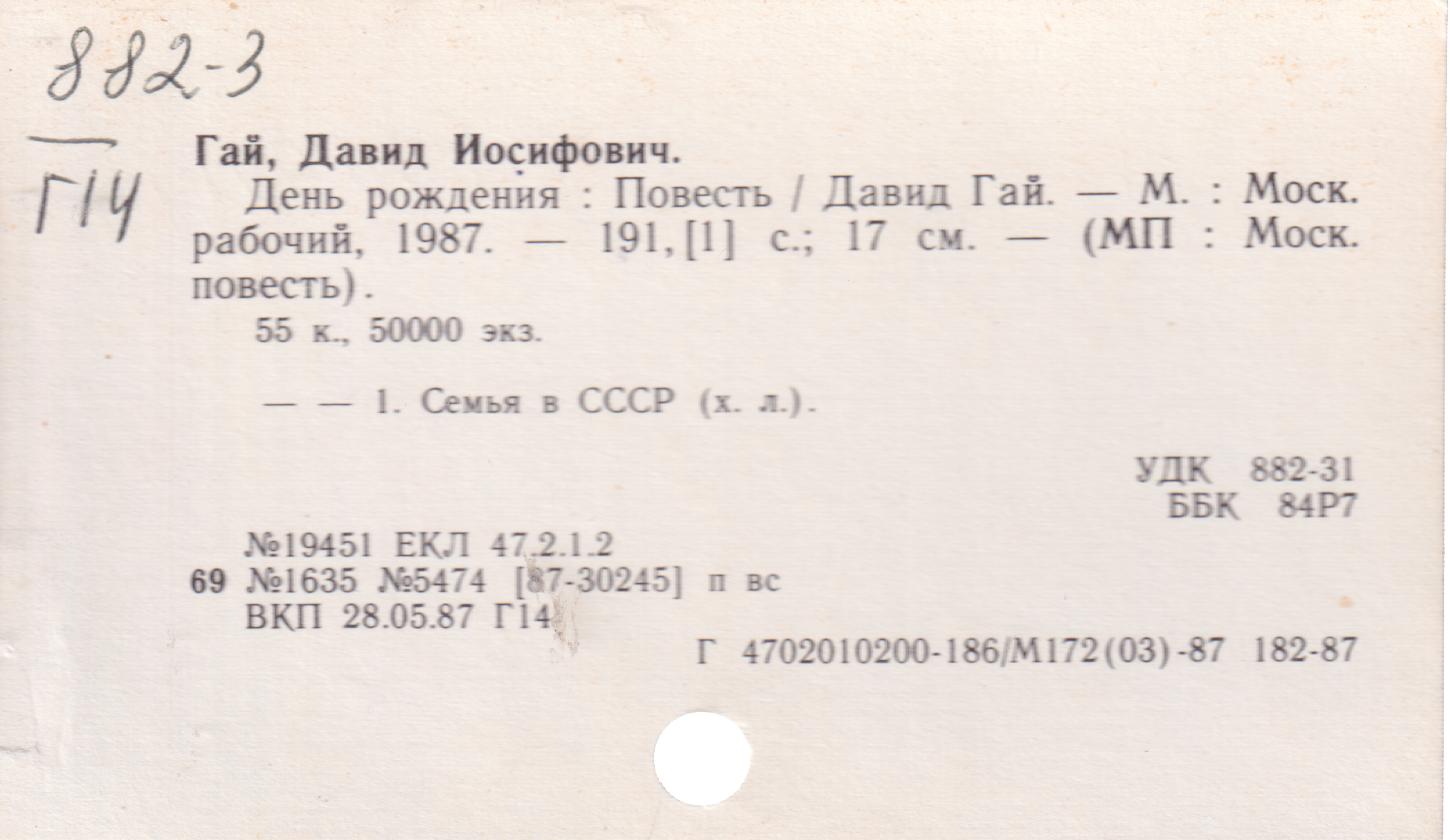 882-3
Г14
Гай, Давид Иосифович.
День рождения : Повесть / Давид Гай. — М. : Моск.
рабочий, 1987. — 191, [1] с.; 17 см. — (МП : Моск.
повесть).
55 к., 50000 экз.
— — 1. Семья в СССР (х. л.).
УДК 882-31
ББК 84Р7
№19451 ЕКЛ 47.2.1.2
69 №1635 №5474 [87-30245] п вс
ВКП 28.05.87 Г14
Г 4702010200-186/М172(03)-87 182-87